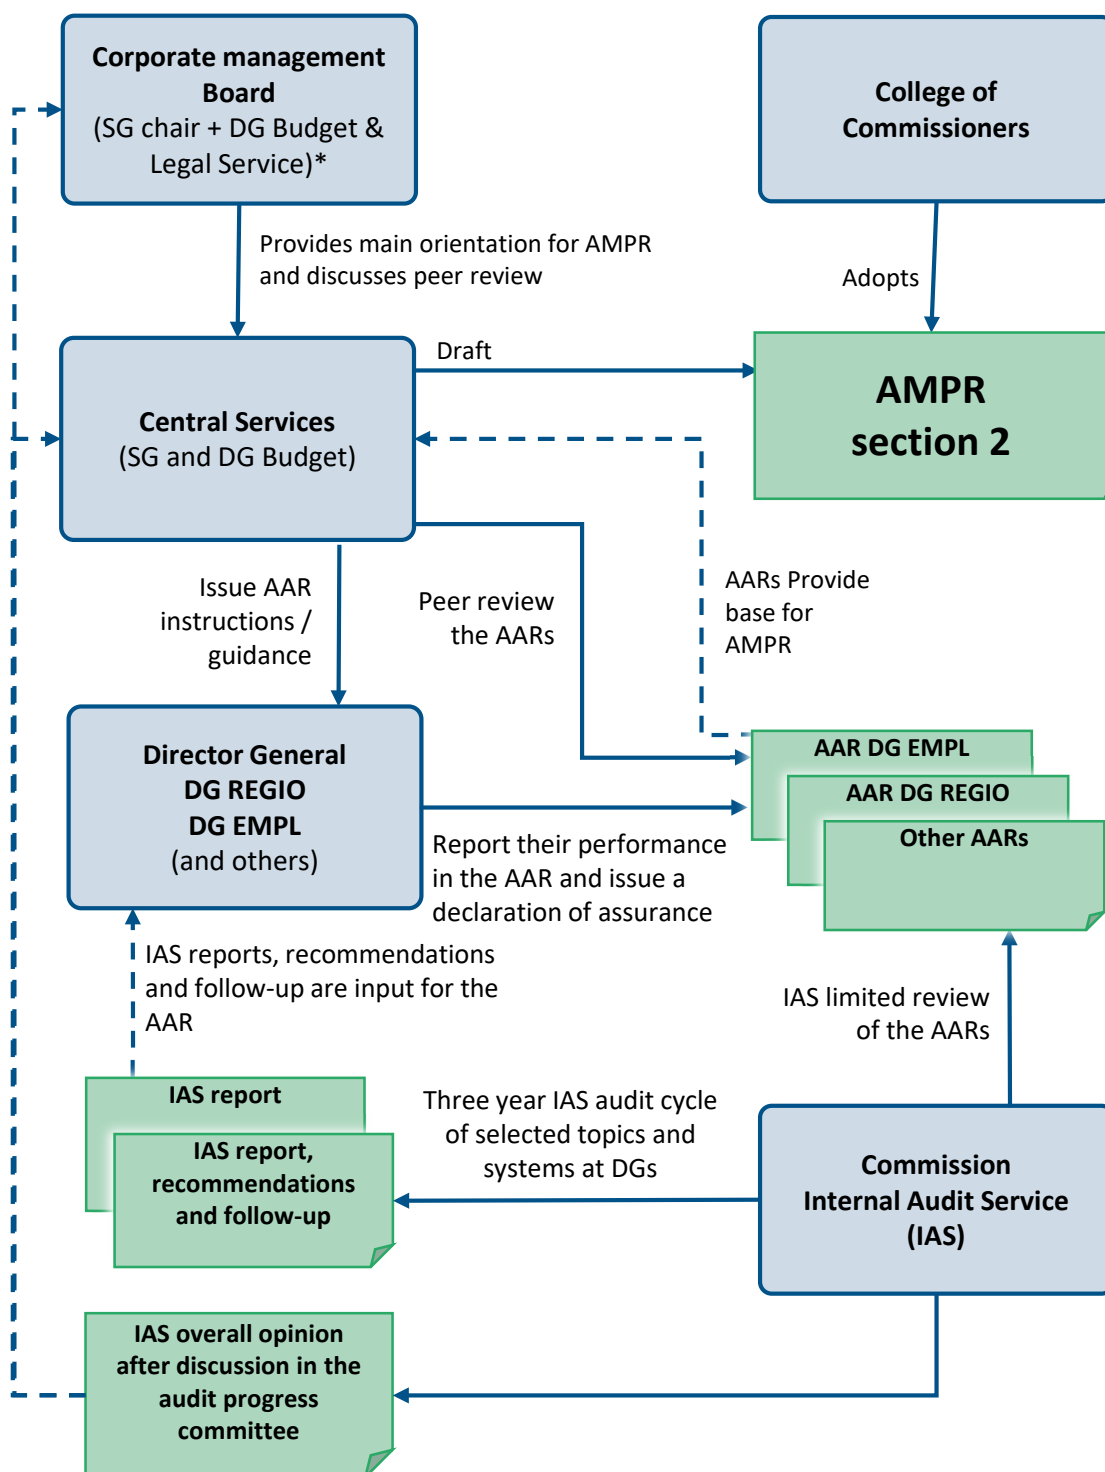 Corporate management
Board
(SG chair + DG Budget &
Legal Service)*
College of
Commissioners
Provides main orientation for AMPR
and discusses peer review
Adopts
Draft
AMPR
section 2
Central Services
(SG and DG Budget)
Issue AAR
instructions /
guidance
Peer review
the AARs
AARs Provide
base for
AMPR
Director General
DG REGIO
DG EMPL
(and others)
AAR DG EMPL
AAR DG REGIO
Other AARs
Report their performance
in the AAR and issue a
declaration of assurance
IAS reports, recommendations
and follow-up are input for the
AAR
IAS limited review
of the AARs
IAS report
IAS report,
recommendations
and follow-up
Three year IAS audit cycle
of selected topics and
systems at DGs
Commission
Internal Audit Service
(IAS)
IAS overall opinion
after discussion in the
audit progress
committee